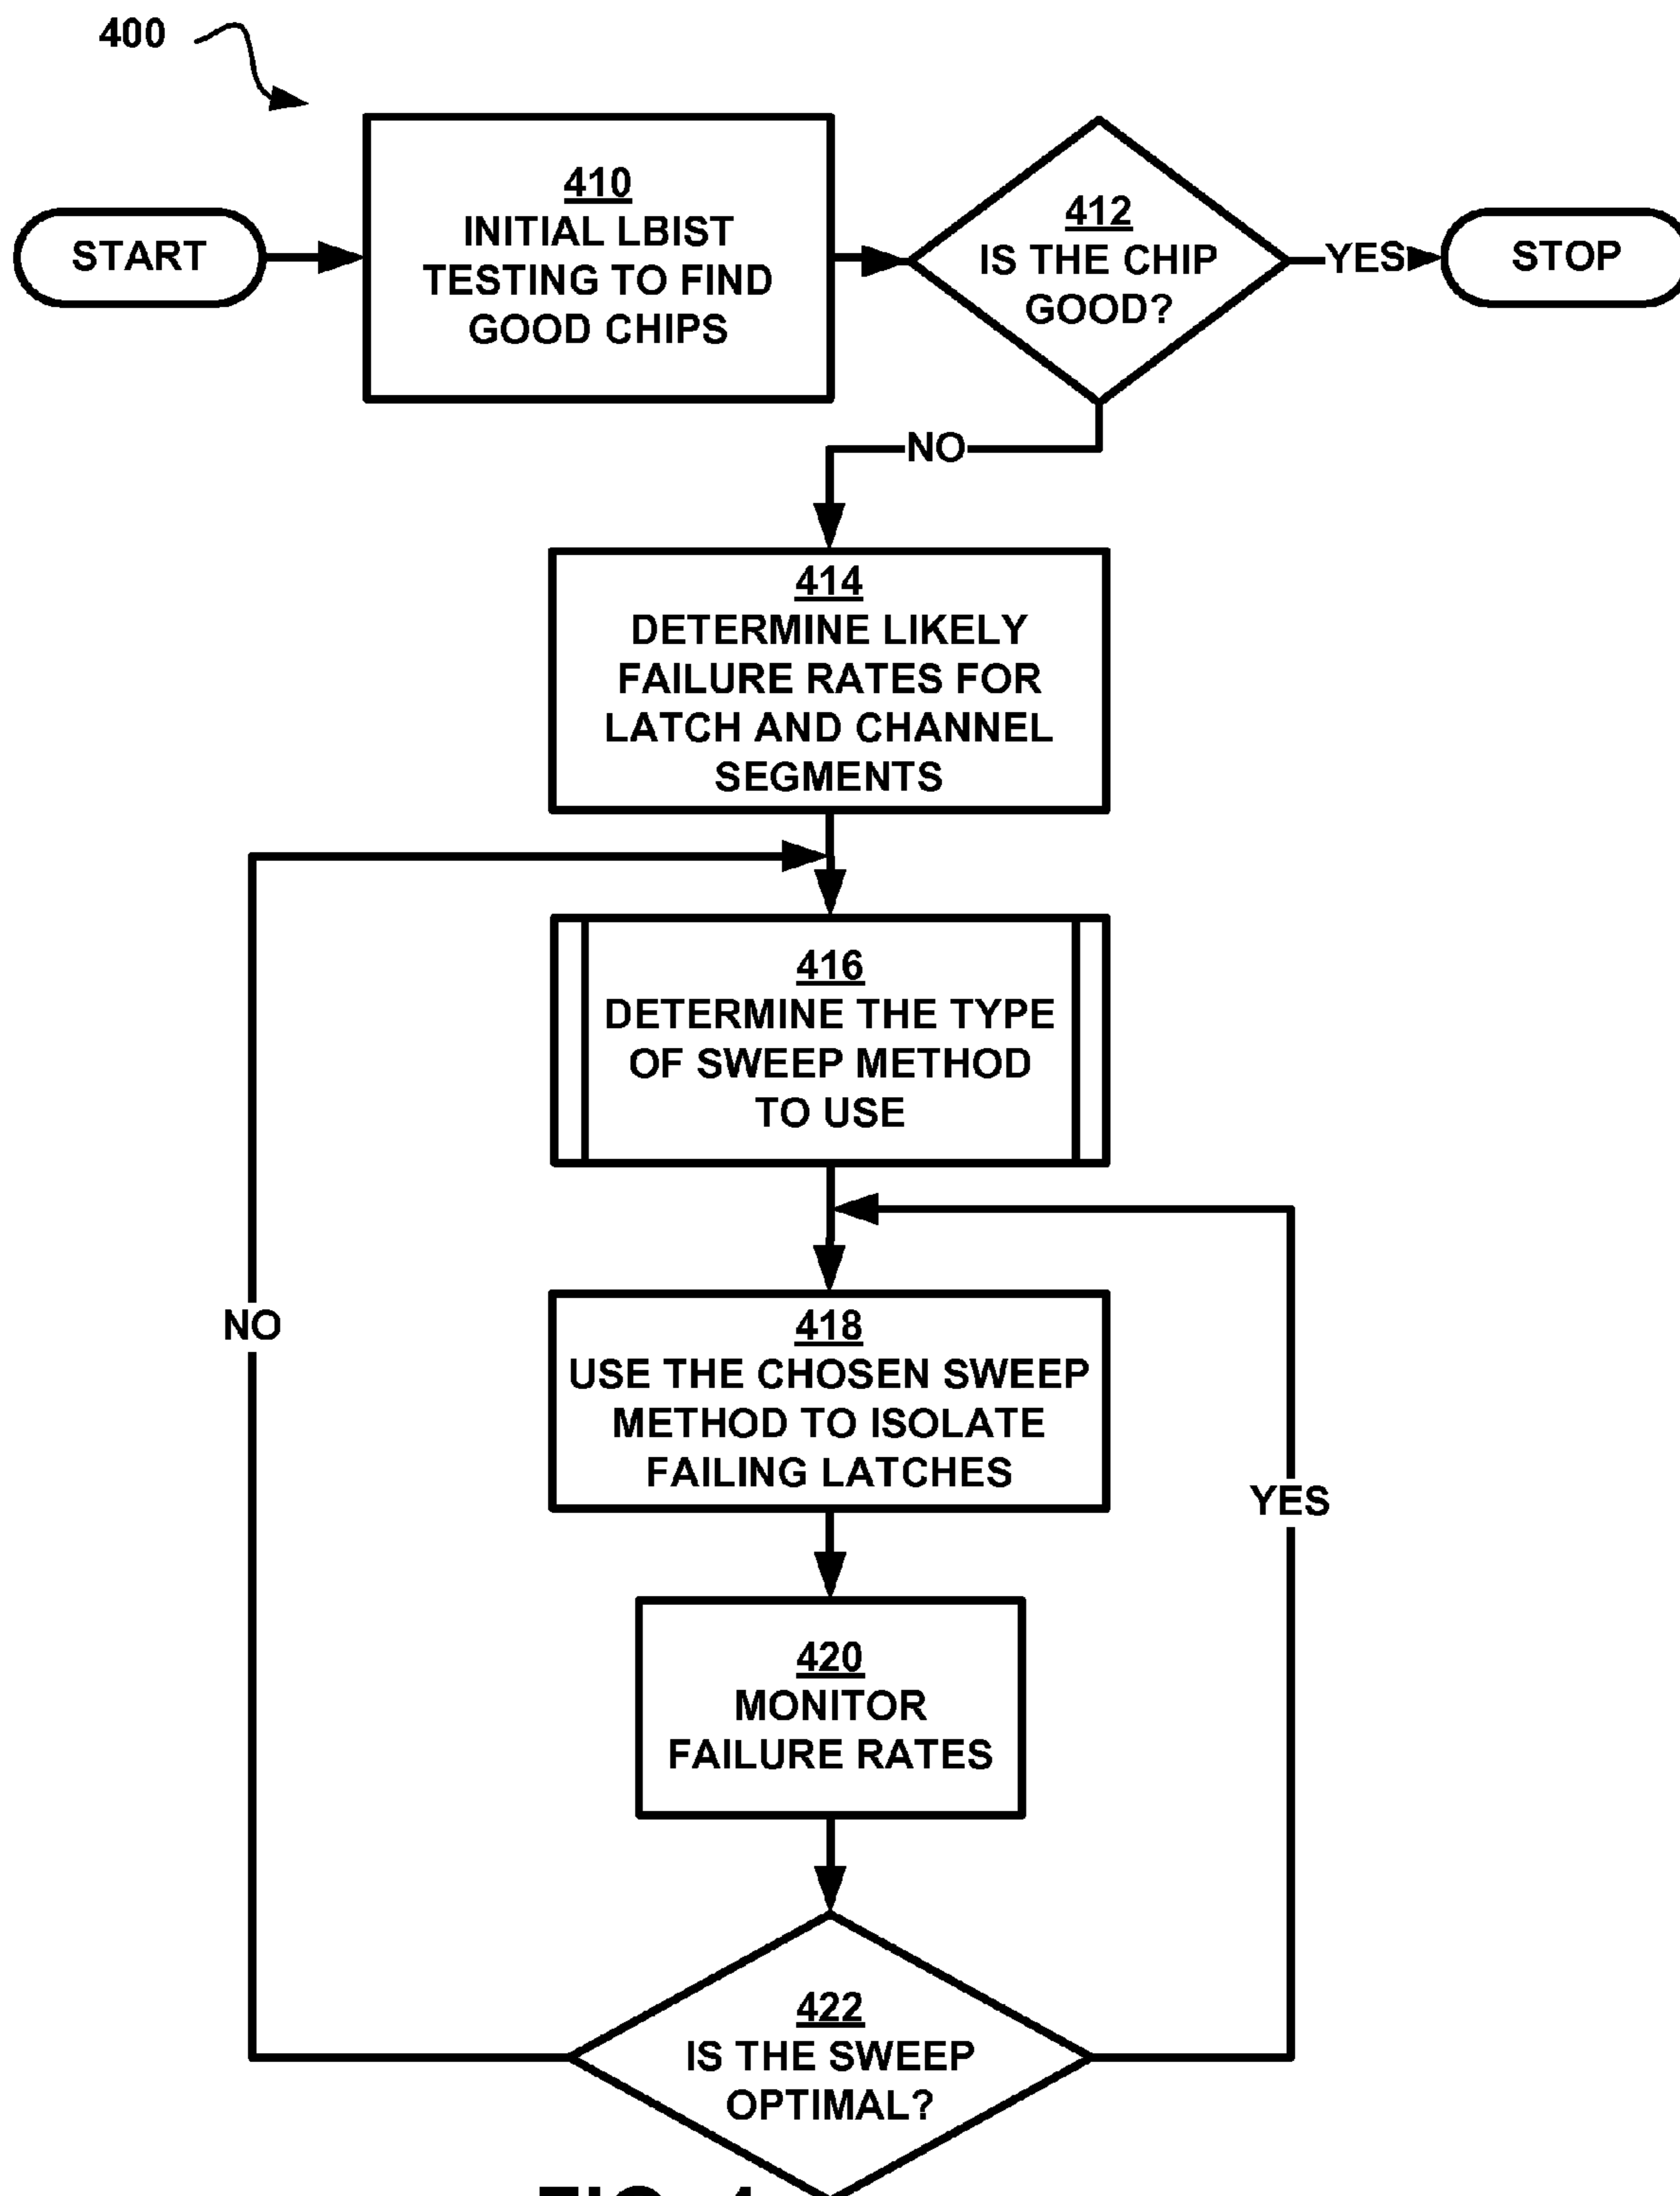 400
START
410
INITIAL LBIST
TESTING TO FIND
GOOD CHIPS
412
IS THE CHIP
GOOD?
YES
STOP
NO
414
DETERMINE LIKELY
FAILURE RATES FOR
LATCH AND CHANNEL
SEGMENTS
416
DETERMINE THE TYPE
OF SWEEP METHOD
TO USE
418
USE THE CHOSEN SWEEP
METHOD TO ISOLATE
FAILING LATCHES
NO
YES
420
MONITOR
FAILURE RATES
422
IS THE SWEEP
OPTIMAL?